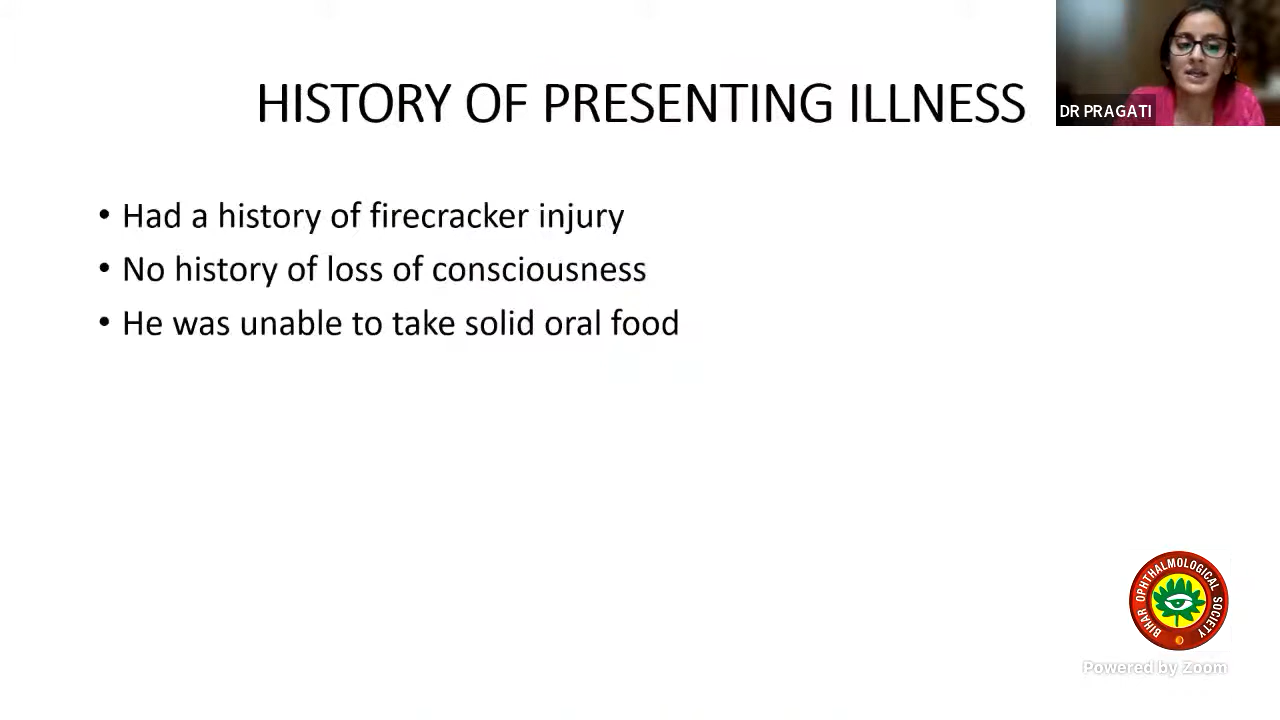 HISTORY OF PRESENTING ILLNESS
DR PRAGATI
• Had a history of firecracker injury
• No history of loss of consciousness
• He was unable to take solid oral food
BIHAR OPHTHALMOLOGICAL SOCIETY
Powered by Zoom